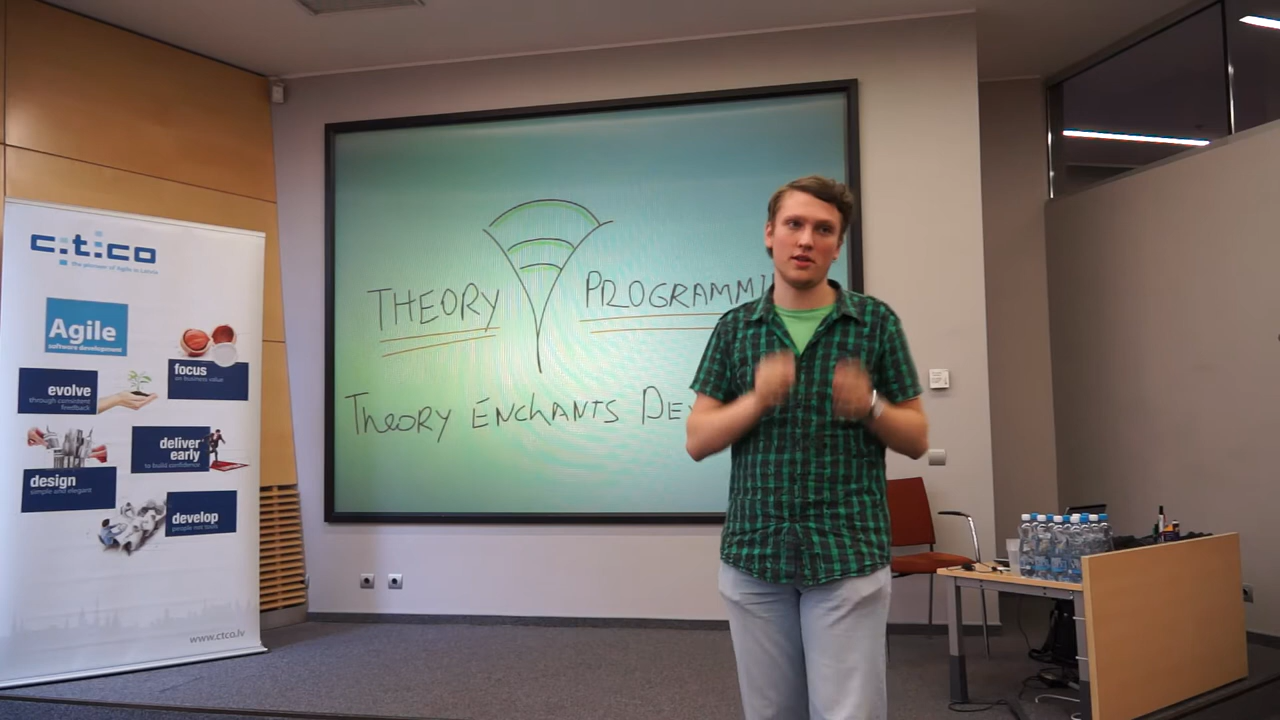 c:t:co
the pioneer of Agile in Latvia
Agile
software development
focus
on business value
evolve
through consistent
feedback
deliver
early
to build confidence
design
simple and elegant
develop
people not tools
www.ctco.lv
THEORY
PROGRAMMI
THEORY ENCHANTS DEV